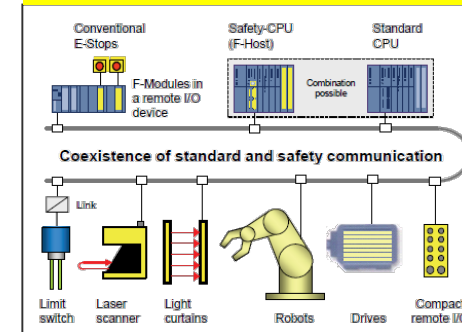 Conventional
E-Stops
Safety-CPU
(F-Host)
Standard
CPU
F-Modules in
a remote I/O
device
Combination
possible
Coexistence of standard and safety communication
Link
Limit
switch
Laser
scanner
Light
curtains
Robots
Drives
Compact
remote I/O